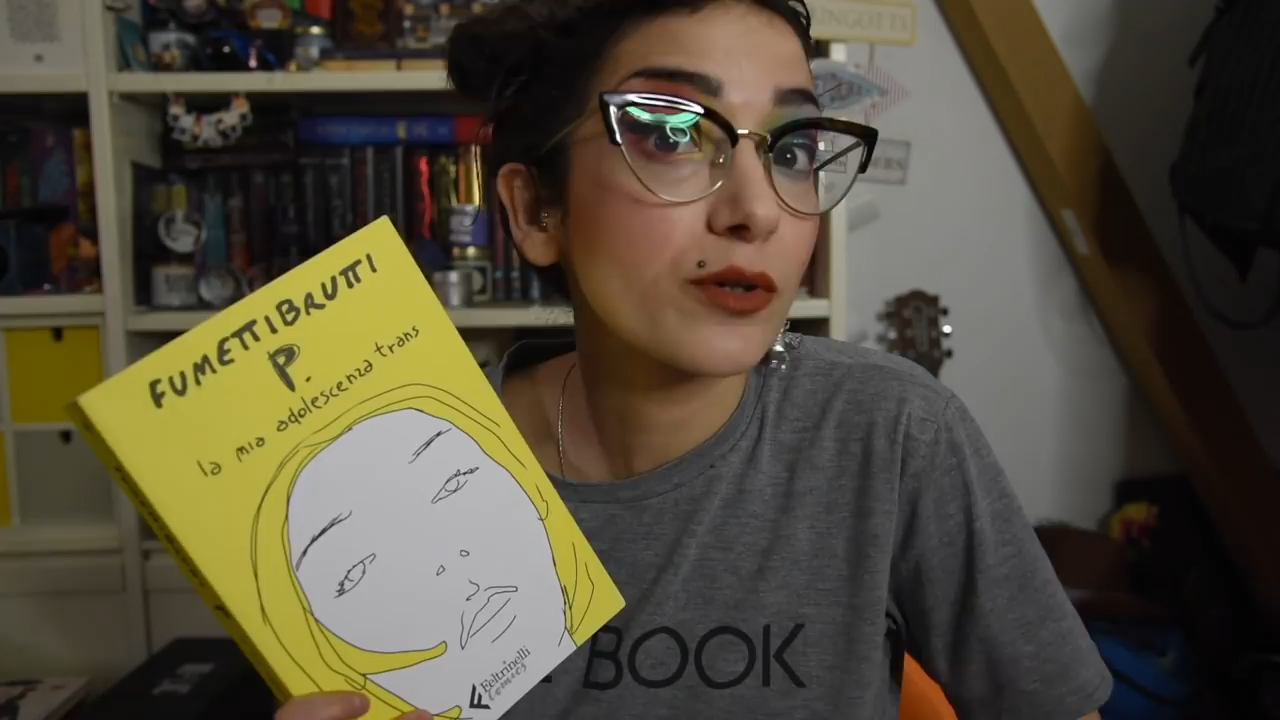 FUMETTIBRUTTI
P.
la mia adolescenza trans
Feltrinelli
Comics
BOOK